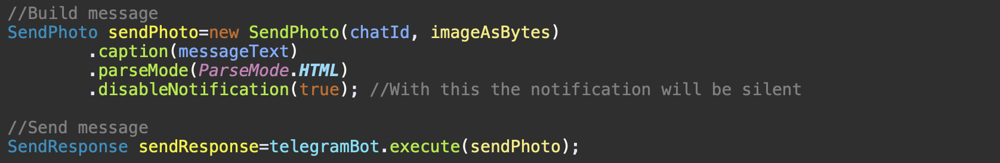 //Build message
SendPhoto sendPhoto=new SendPhoto(chatId, imageAsBytes)
        .caption(messageText)
        .parseMode(ParseMode.HTML)
        .disableNotification(true); //With this the notification will be silent

//Send message
SendResponse sendResponse=telegramBot.execute(sendPhoto);